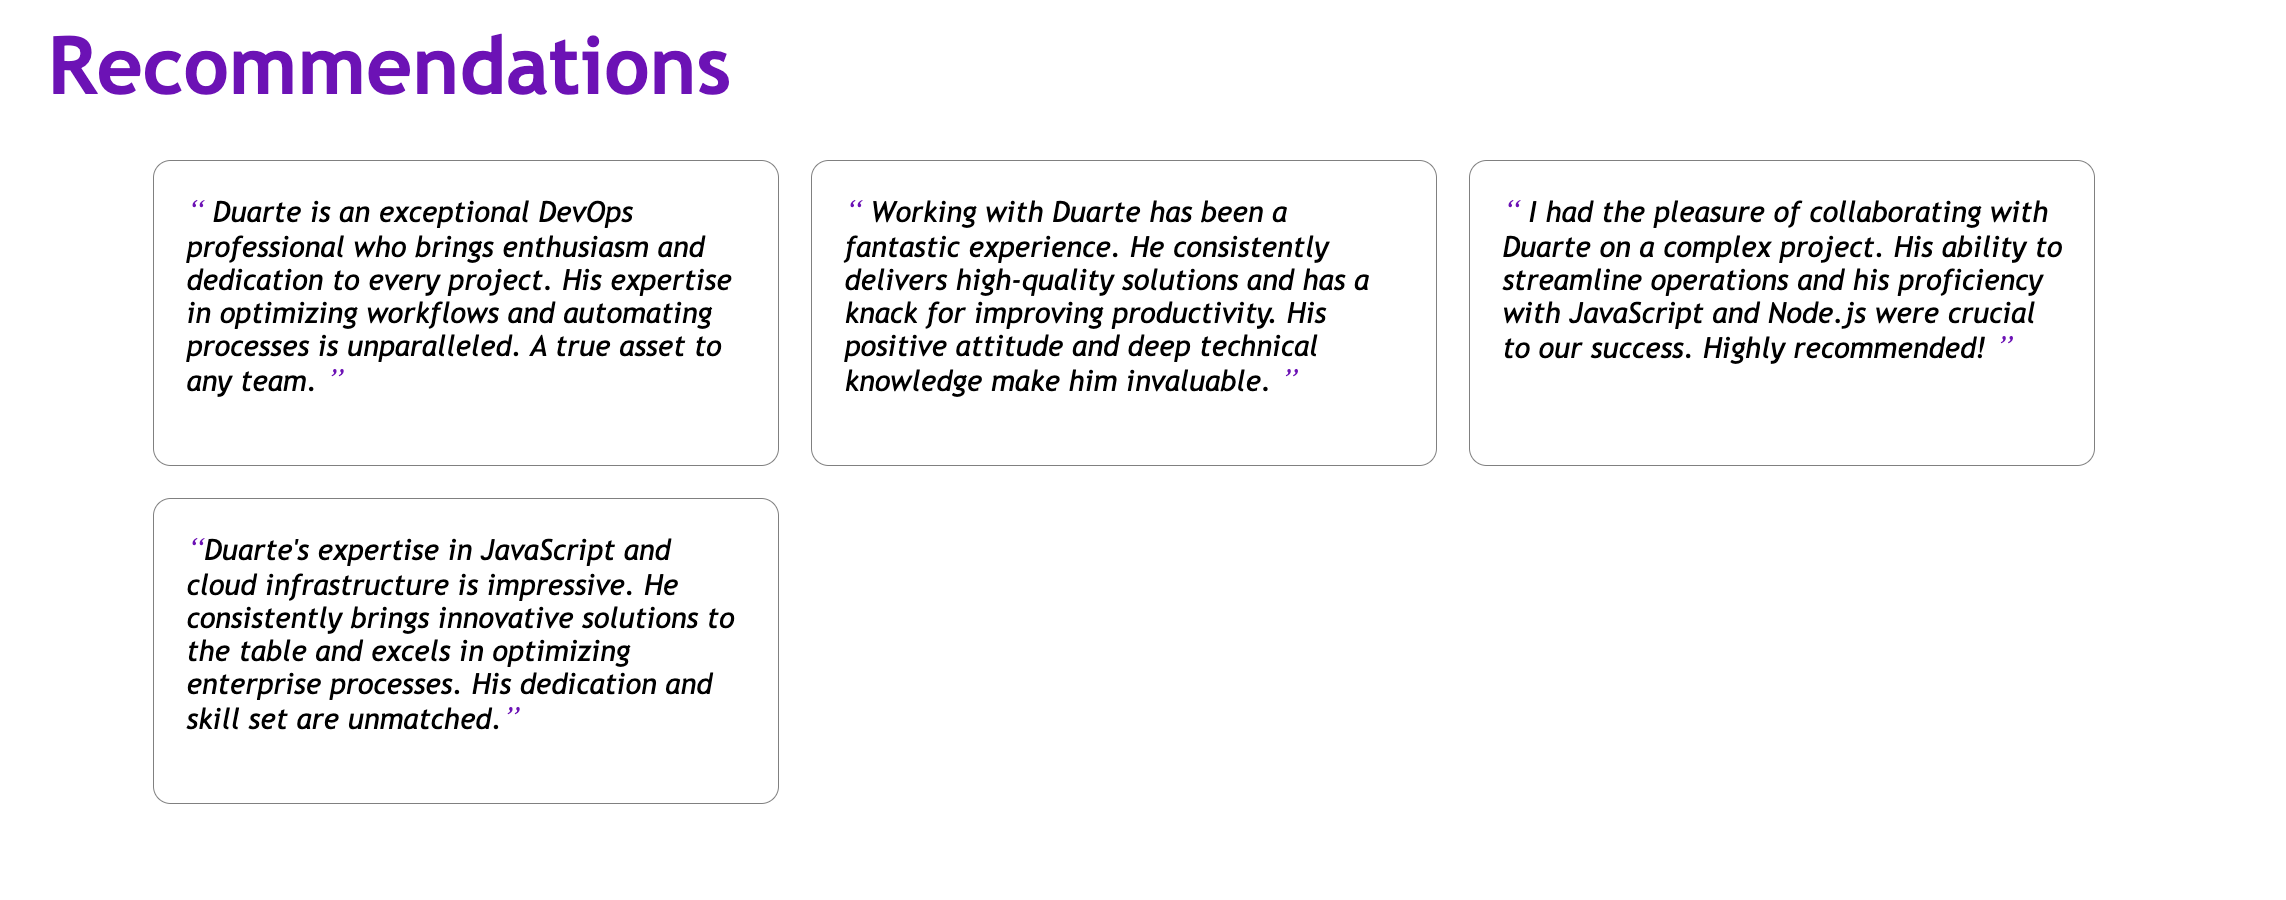 Recommendations
“ Duarte is an exceptional DevOps
professional who brings enthusiasm and
dedication to every project. His expertise
in optimizing workflows and automating
processes is unparalleled. A true asset to
any team. ”
“ Working with Duarte has been a
fantastic experience. He consistently
delivers high-quality solutions and has a
knack for improving productivity. His
positive attitude and deep technical
knowledge make him invaluable. ”
“ I had the pleasure of collaborating with
Duarte on a complex project. His ability to
streamline operations and his proficiency
with JavaScript and Node.js were crucial
to our success. Highly recommended! ”
“Duarte's expertise in JavaScript and
cloud infrastructure is impressive. He
consistently brings innovative solutions to
the table and excels in optimizing
enterprise processes. His dedication and
skill set are unmatched.”